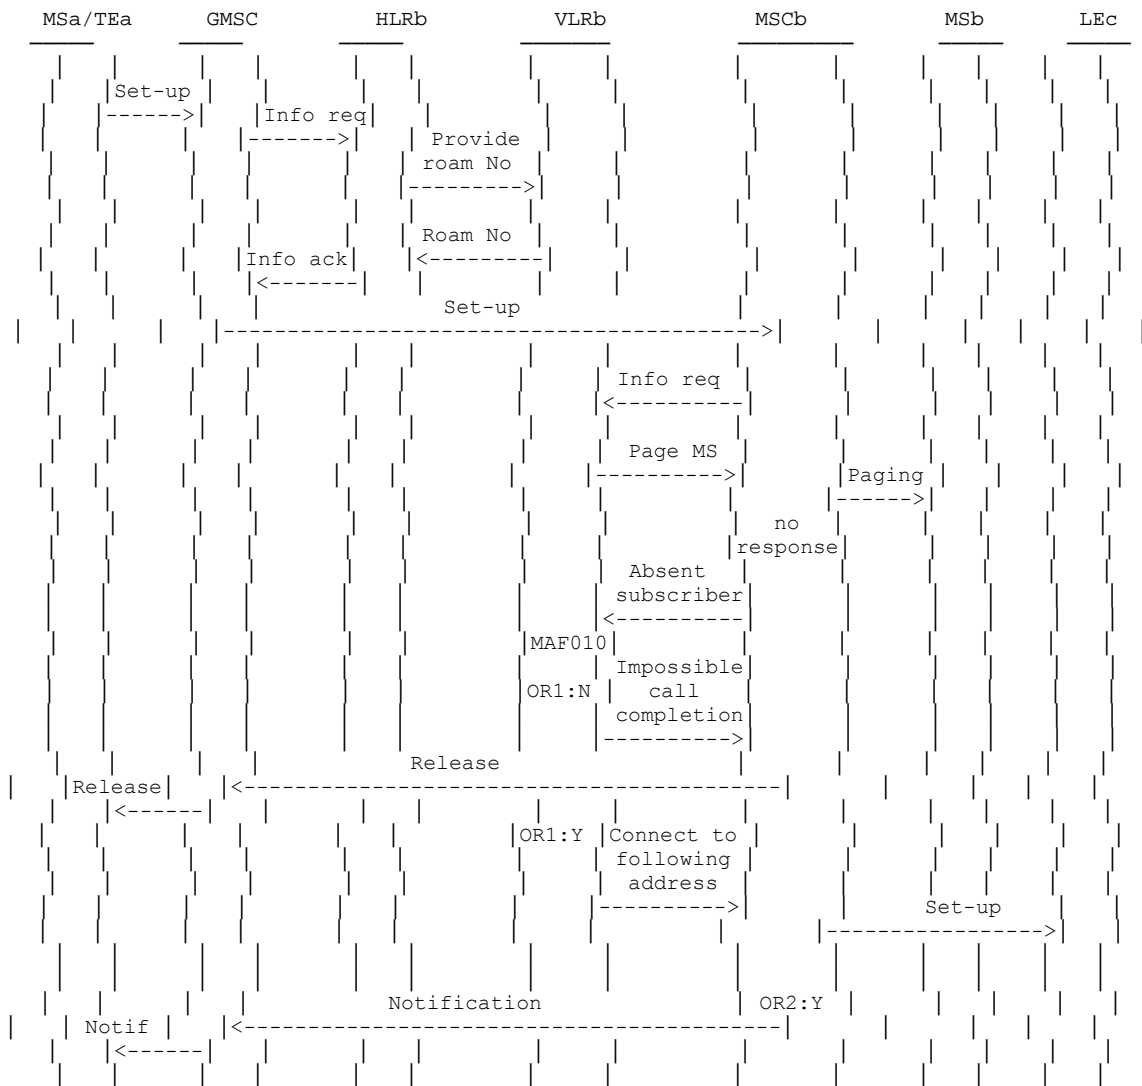 MSa/TEa GMSC HLRb VLRb MSCb MSb LEc
Set-up
Info req
Provide
roam No
Roam No
Info ack
Set-up
Info req
Page MS
Paging
no
response
Absent
subscriber
MAF010
Impossible
OR1:N call
completion
Release
Release
OR1:Y Connect to
following
address
Set-up
Notification OR2:Y
Notif